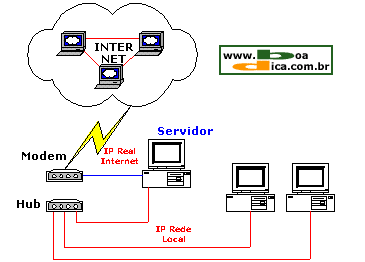 INTER
NET
www.boa
dica.com.br
Servidor
Modem
IP Real
Internet
Hub
IP Rede
Local